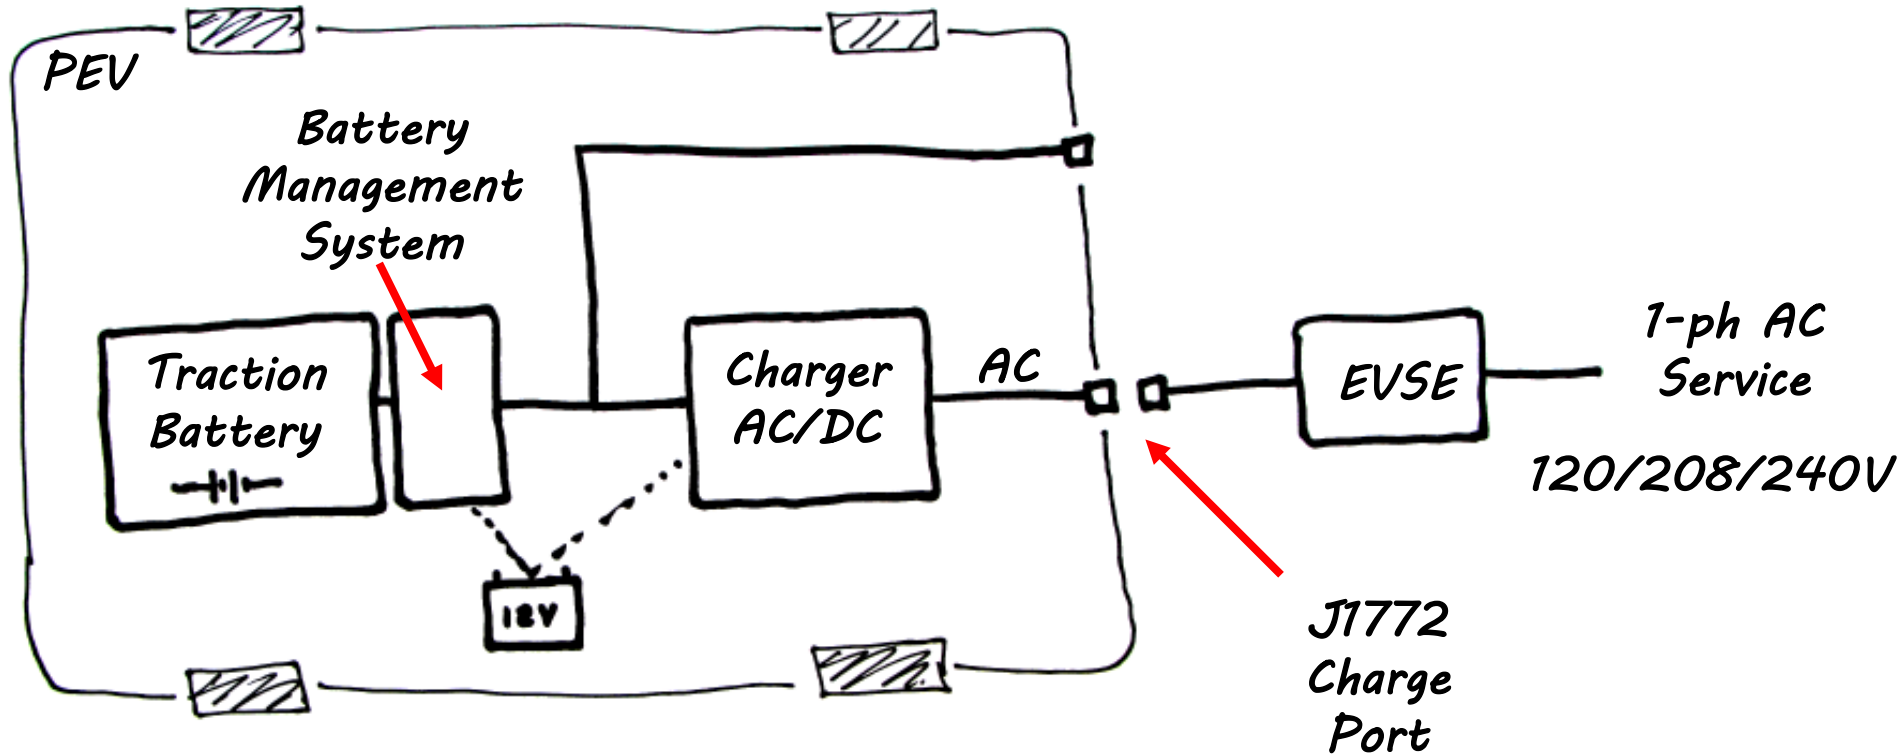 PEV
Battery
Management
System
Traction
Battery
Charger
AC/DC
AC
EVSE
1-ph AC
Service
120/208/240V
12V
J1772
Charge
Port